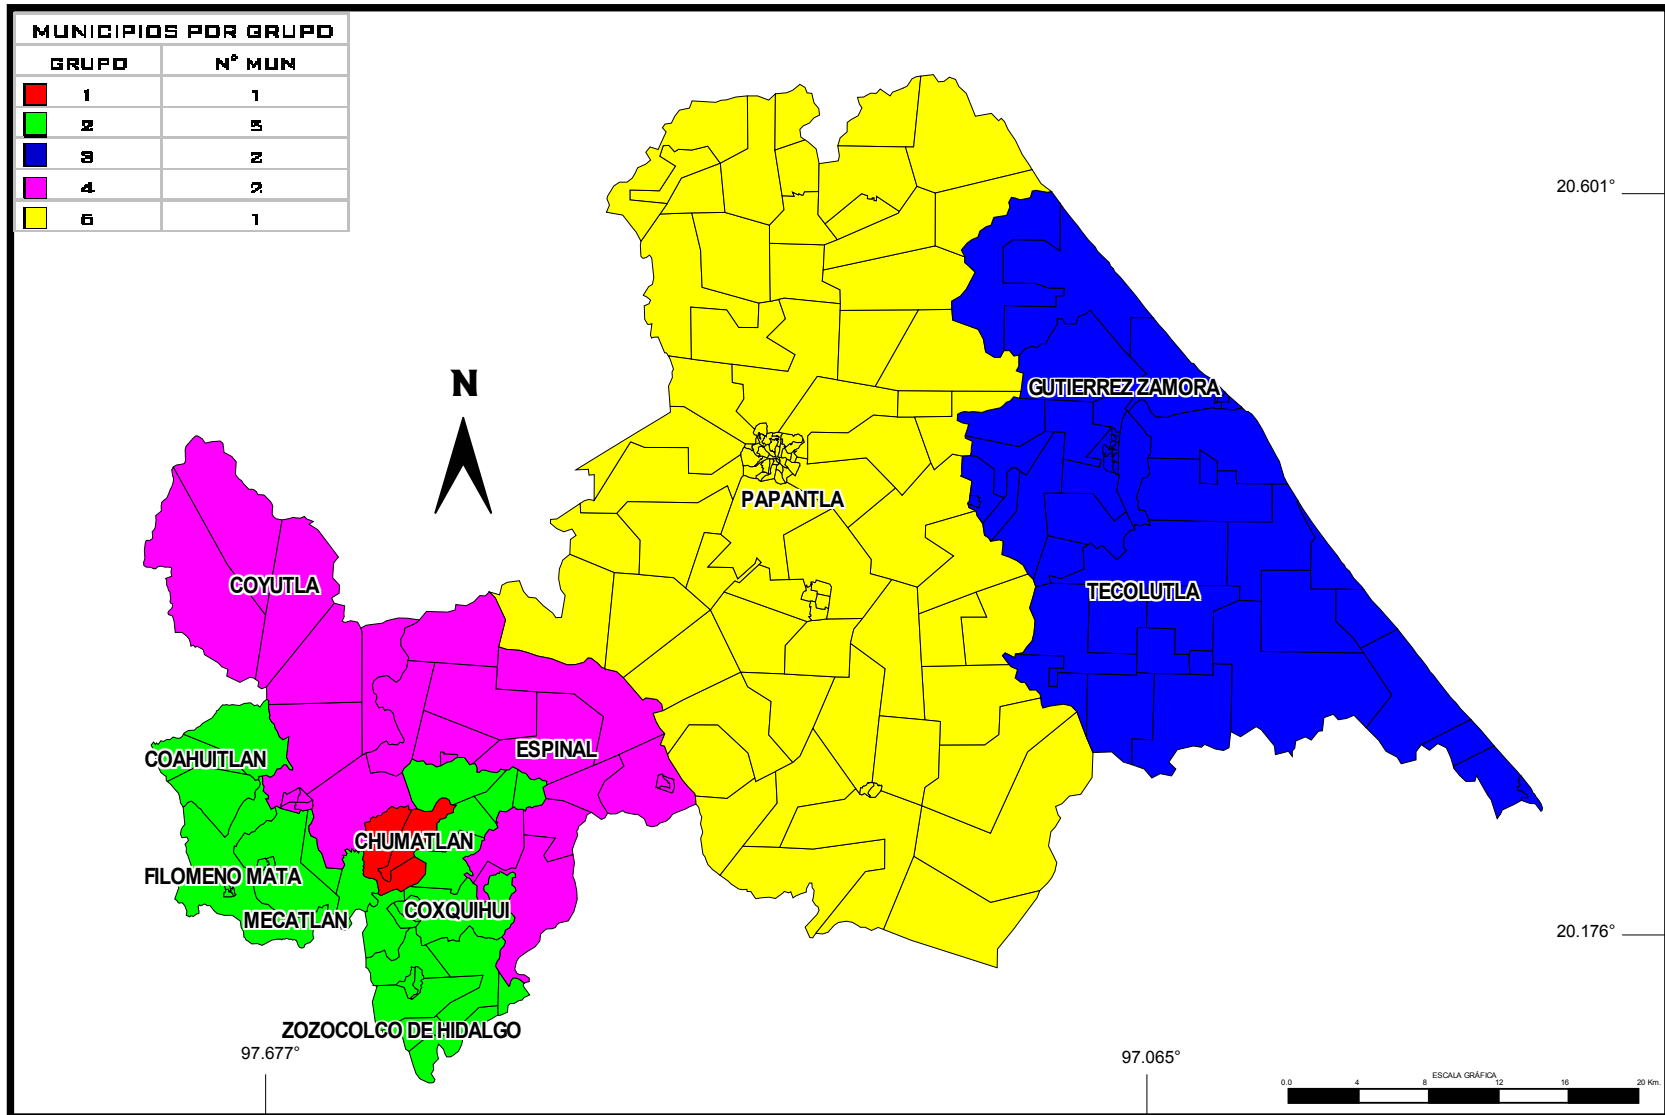 MUNICIPIOS POR GRUPO
GRUPO N° MUN
1 1
2 5
3 2
4 2
6 1
20.601°
N
GUTIERREZ ZAMORA
PAPANTLA
COYUTLA
TECOLUTLA
ESPINAL
COAHUITLAN
CHUMATLAN
FILOMENO MATA
COXQUIHUI
MECATLAN
20.176°
ZOZOCOLCO DE HIDALGO
97.677°
97.065°
ESCALA GRÁFICA
0.0 4 8 12 16 20 Km.